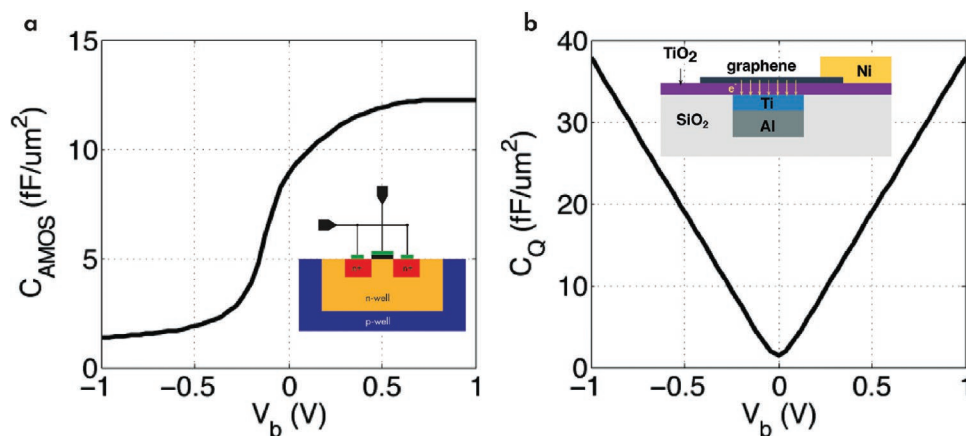 a
15
10
5
0
C_AMOS (fF/um²)
n-well
p-well
−1
−0.5
0
0.5
1
V_b (V)
b
40
30
20
10
0
C_Q (fF/um²)
TiO₂
graphene
Ni
e⁻
Ti
SiO₂
Al
−1
−0.5
0
0.5
1
V_b (V)